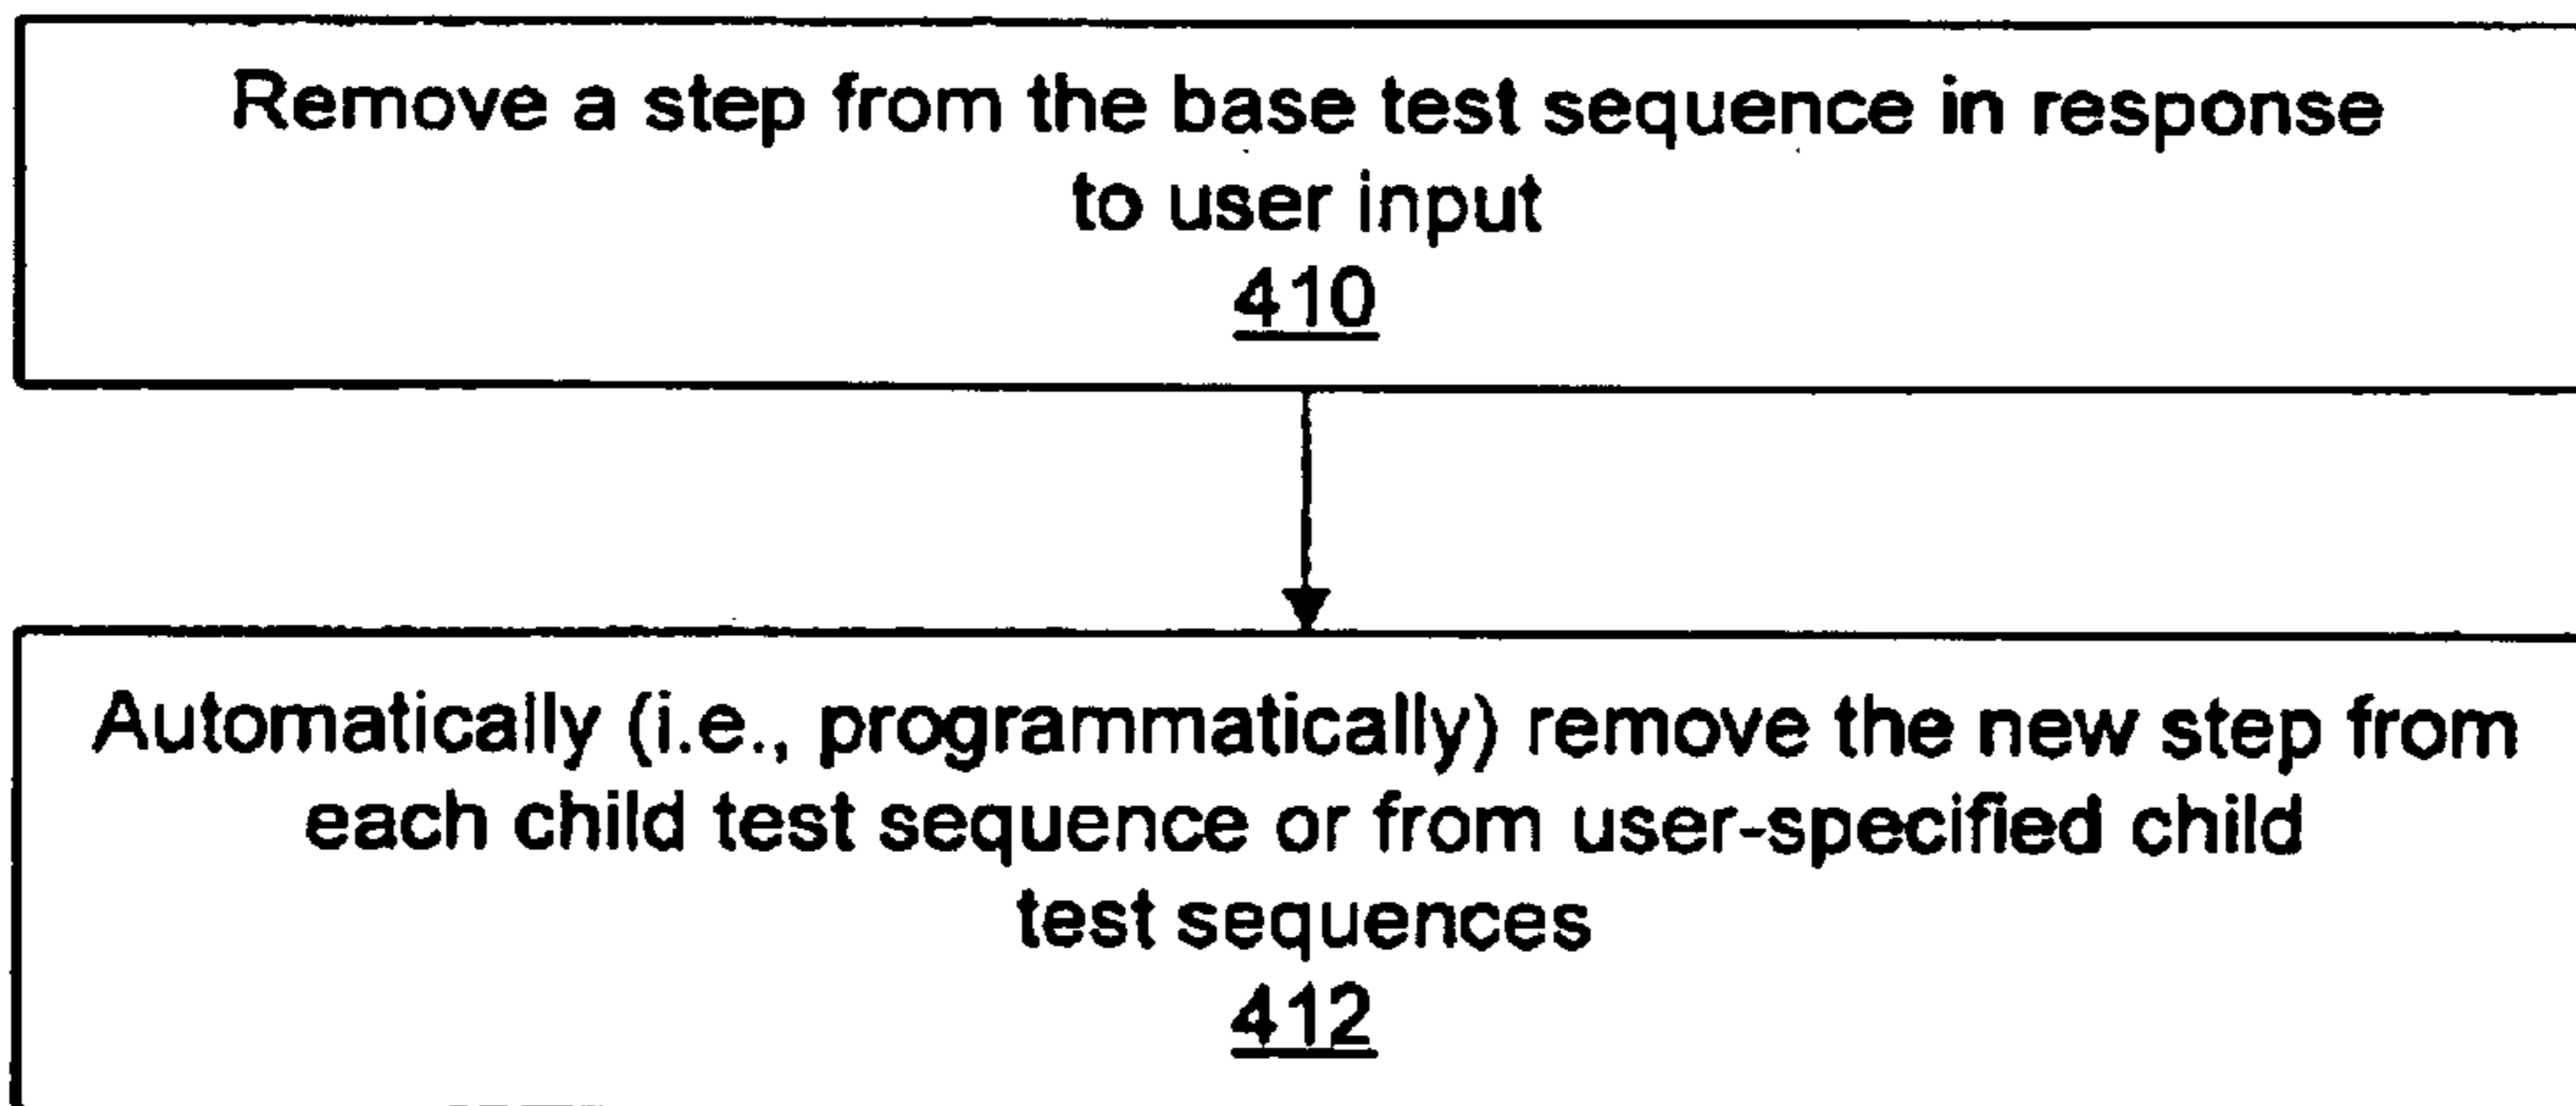 Remove a step from the base test sequence in response
to user input
410
Automatically (i.e., programmatically) remove the new step from
each child test sequence or from user-specified child
test sequences
412